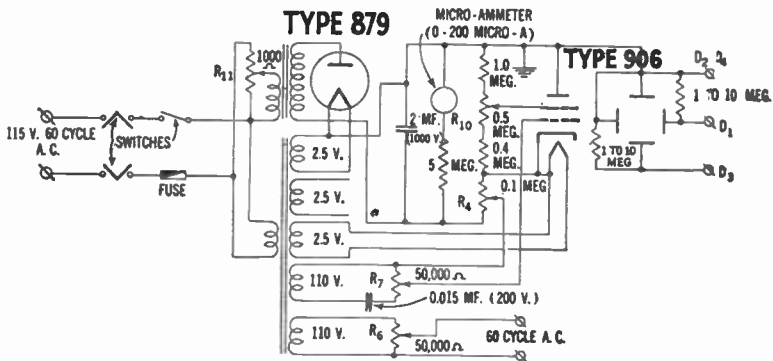 TYPE 879
MICRO-AMMETER
(0-200 MICRO-A)
TYPE 906
1000
Ω
R11
1.0
MEG.
D2 D4
1 TO 10 MEG.
D1
115 V. 60 CYCLE
A.C.
SWITCHES
FUSE
2 MF.
(1000 V)
R10
0.5
MEG.
0.4
MEG.
5
MEG.
0.1 MEG
1 TO 10
MEG
D3
R4
2.5 V.
2.5 V.
2.5 V.
110 V.
R7
50,000 Ω
0.015 MF. (200 V.)
110 V.
R6
50,000 Ω
60 CYCLE A.C.